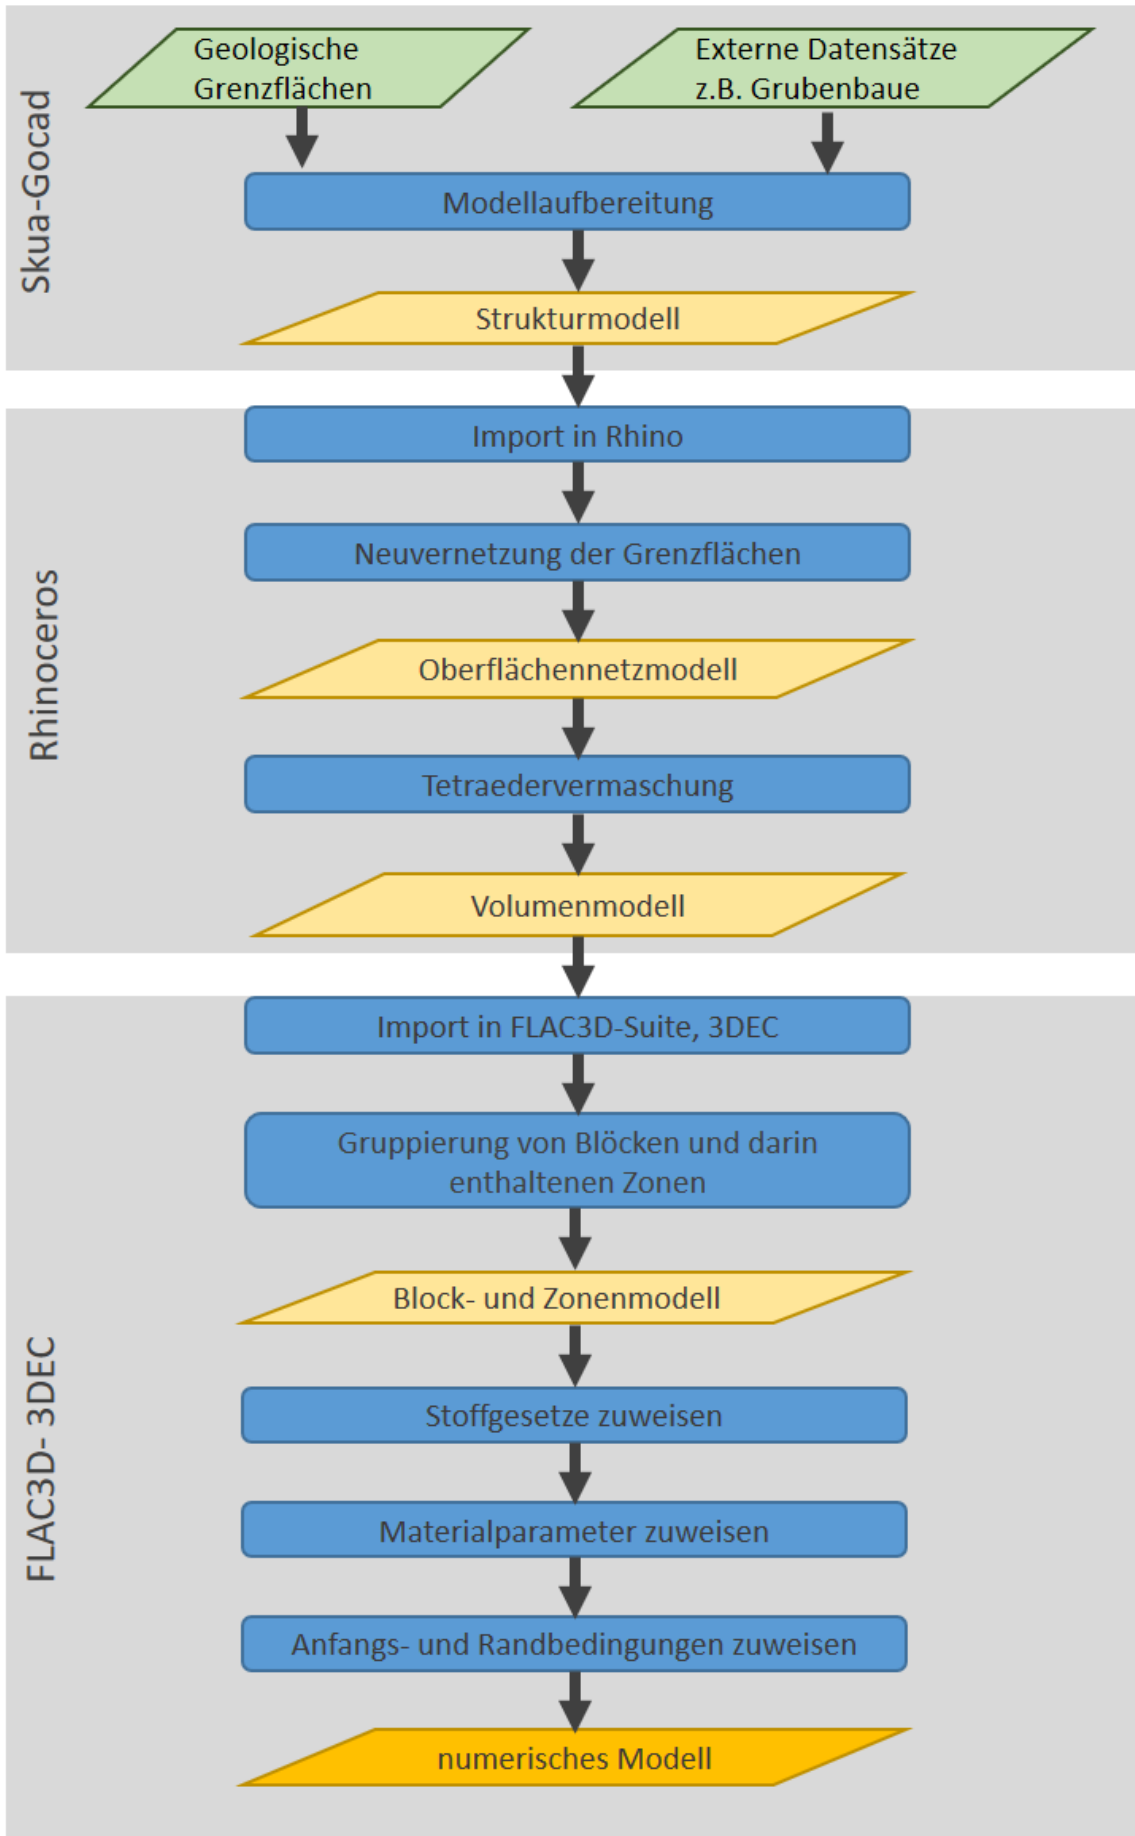 Skua-Gocad
Geologische
Grenzflächen
Externe Datensätze
z.B. Grubenbaue
Modellaufbereitung
Strukturmodell
Rhinoceros
Import in Rhino
Neuvernetzung der Grenzflächen
Oberflächennetzmodell
Tetraedervermaschung
Volumenmodell
FLAC3D- 3DEC
Import in FLAC3D-Suite, 3DEC
Gruppierung von Blöcken und darin
enthaltenen Zonen
Block- und Zonenmodell
Stoffgesetze zuweisen
Materialparameter zuweisen
Anfangs- und Randbedingungen zuweisen
numerisches Modell